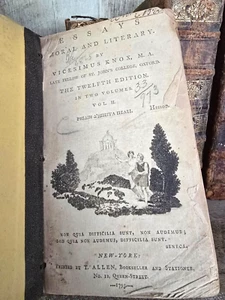 ESSAYS
MORAL AND LITERARY.
BY
VICESIMUS KNOX, M.A.
LATE FELLOW OF ST. JOHN'S COLLEGE, OXFORD.
THE TWELFTH EDITION.
IN TWO VOLUMES
VOL. II.
HESIOD.
NON QUIA DIFFICILIA SUNT, NON AUDEMUS;
NON QUIA NON AUDEMUS, DIFFICILIA SUNT.
SENECA.
NEW-YORK:
PRINTED BY T. ALLEN, BOOKSELLER AND STATIONER,
No. 12, QUEEN-STREET.